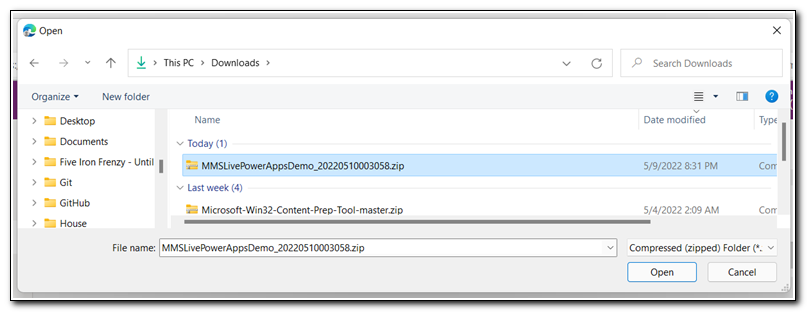 Open
This PC > Downloads >
Search Downloads
Organize
New folder
?
Name
Date modified
Type
Desktop
Documents
Five Iron Frenzy - Until
Git
GitHub
House
Today (1)
MMSLivePowerAppsDemo_20220510003058.zip
5/9/2022 8:31 PM
Com
Last week (4)
Microsoft-Win32-Content-Prep-Tool-master.zip
5/4/2022 2:09 AM
Com
File name:
MMSLivePowerAppsDemo_20220510003058.zip
Compressed (zipped) Folder (*.
Open
Cancel